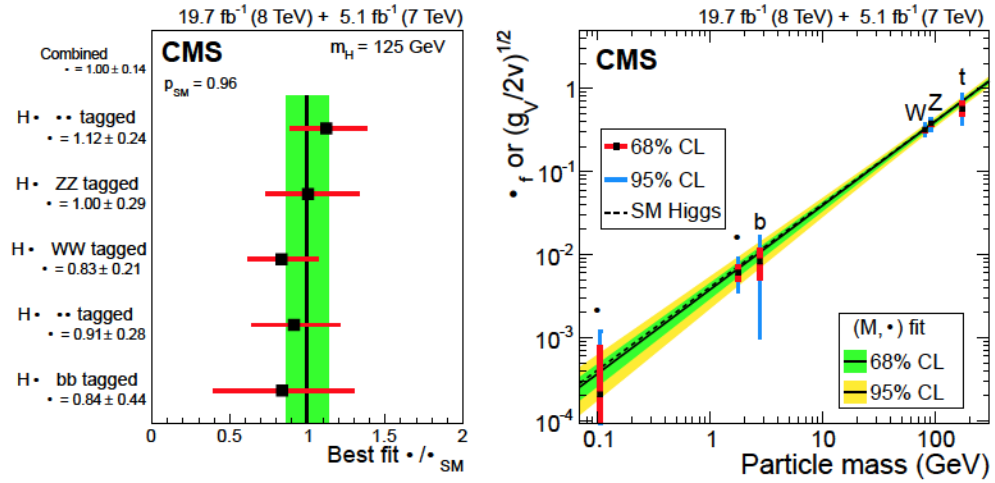 19.7 fb⁻¹ (8 TeV) + 5.1 fb⁻¹ (7 TeV)
CMS
m_H = 125 GeV
p_SM = 0.96
Combined
• = 1.00 ± 0.14
H • •• tagged
• = 1.12 ± 0.24
H • ZZ tagged
• = 1.00 ± 0.29
H • WW tagged
• = 0.83 ± 0.21
H • •• tagged
• = 0.91 ± 0.28
H • bb tagged
• = 0.84 ± 0.44
0 0.5 1 1.5 2
Best fit •/•_SM
19.7 fb⁻¹ (8 TeV) + 5.1 fb⁻¹ (7 TeV)
CMS
•_f or (g_V/2v)^1/2
68% CL
95% CL
SM Higgs
W Z t
• b
•
(M, •) fit
68% CL
95% CL
1
10⁻¹
10⁻²
10⁻³
10⁻⁴
0.1 1 10 100
Particle mass (GeV)